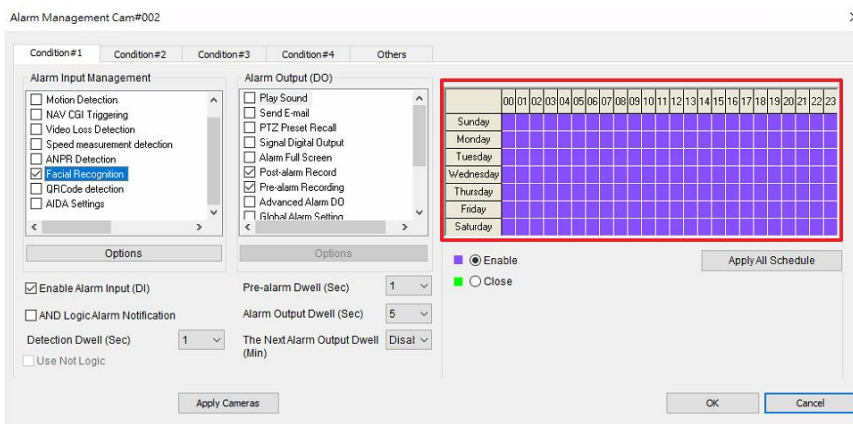 Alarm Management Cam#002
Condition#1 Condition#2 Condition#3 Condition#4 Others
Alarm Input Management
Motion Detection
NAV CGI Triggering
Video Loss Detection
Speed measurement detection
ANPR Detection
Facial Recognition
QRCode detection
AIDA Settings
Options
Enable Alarm Input (DI)
AND Logic Alarm Notification
Detection Dwell (Sec) 1
Use Not Logic
Alarm Output (DO)
Play Sound
Send E-mail
PTZ Preset Recall
Signal Digital Output
Alarm Full Screen
Post-alarm Record
Pre-alarm Recording
Advanced Alarm DO
Global Alarm Setting
Options
Pre-alarm Dwell (Sec) 1
Alarm Output Dwell (Sec) 5
The Next Alarm Output Dwell Disal
(Min)
00 01 02 03 04 05 06 07 08 09 10 11 12 13 14 15 16 17 18 19 20 21 22 23
Sunday
Monday
Tuesday
Wednesday
Thursday
Friday
Saturday
Enable
Close
Apply All Schedule
Apply Cameras
OK
Cancel